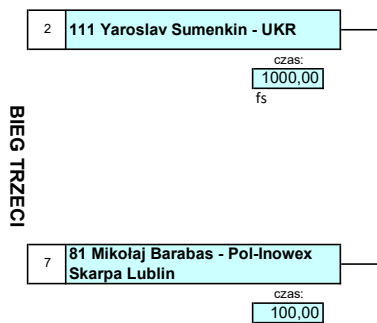 2 111 Yaroslav Sumenkin - UKR
czas:
1000,00
fs
BIEG TRZECI
7 81 Mikołaj Barabas - Pol-Inowex
Skarpa Lublin
czas:
100,00